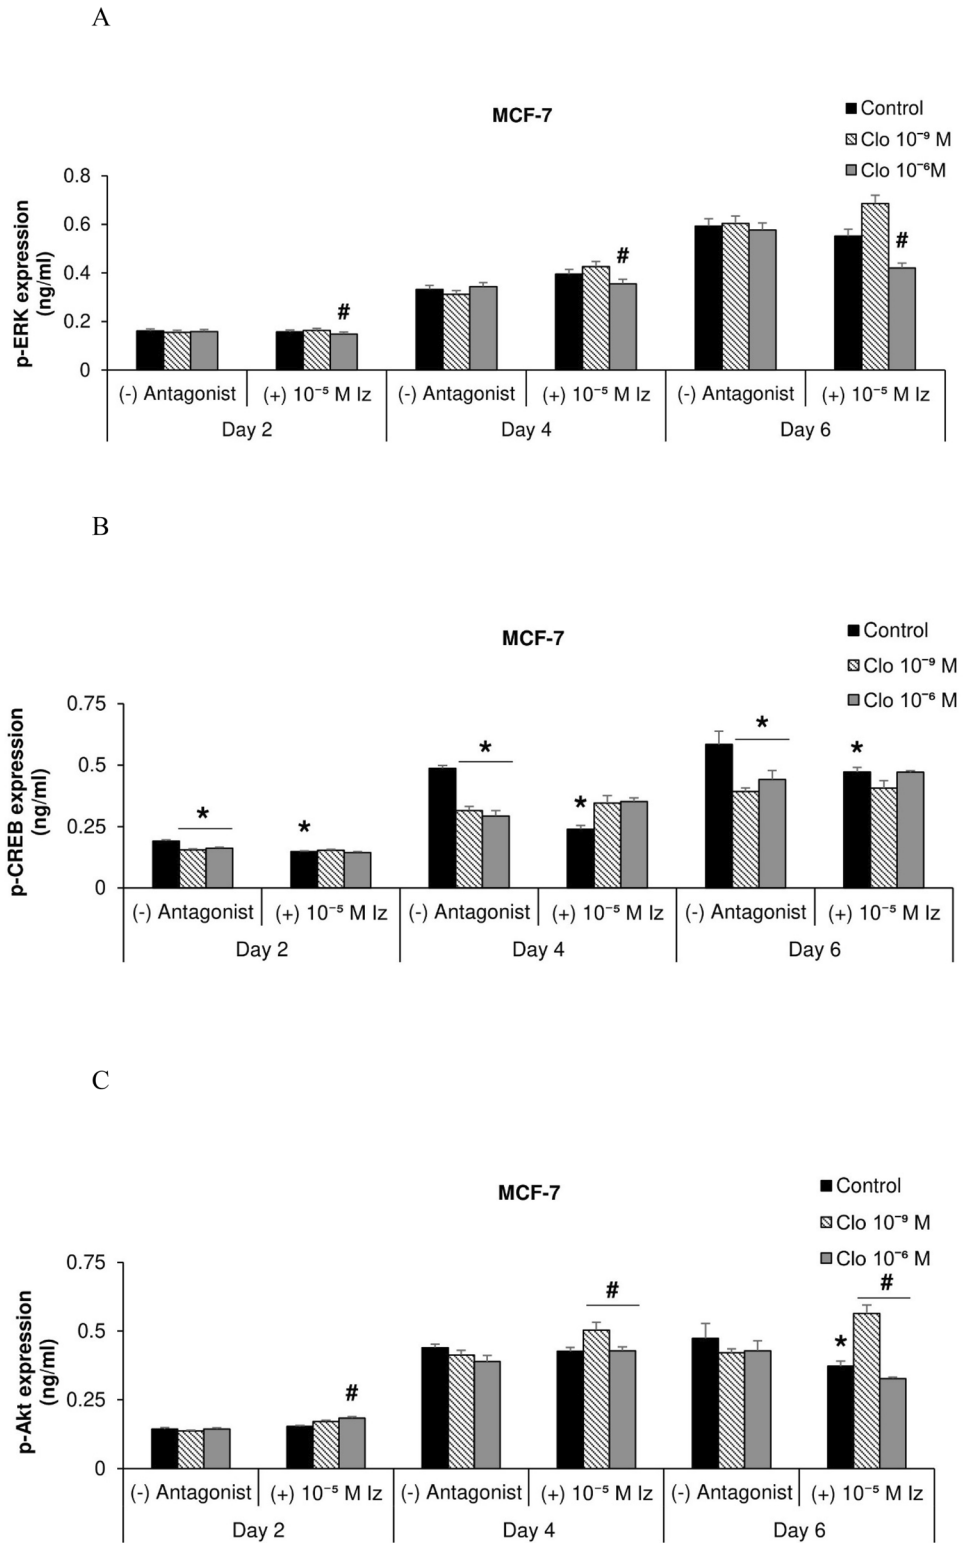 A
MCF-7
Control
Clo 10⁻⁹ M
Clo 10⁻⁶M
p-ERK expression
(ng/ml)
0.8
0.6
0.4
0.2
0
#
#
#
(-) Antagonist
(+) 10⁻⁵ M Iz
(-) Antagonist
(+) 10⁻⁵ M Iz
(-) Antagonist
(+) 10⁻⁵ M Iz
Day 2
Day 4
Day 6
B
MCF-7
Control
Clo 10⁻⁹ M
Clo 10⁻⁶ M
p-CREB expression
(ng/ml)
0.75
0.5
0.25
0
*
*
*
*
*
*
(-) Antagonist
(+) 10⁻⁵ M Iz
(-) Antagonist
(+) 10⁻⁵ M Iz
(-) Antagonist
(+) 10⁻⁵ M Iz
Day 2
Day 4
Day 6
C
MCF-7
Control
Clo 10⁻⁹ M
Clo 10⁻⁶ M
p-Akt expression
(ng/ml)
0.75
0.5
0.25
0
#
#
*
#
(-) Antagonist
(+) 10⁻⁵ M Iz
(-) Antagonist
(+) 10⁻⁵ M Iz
(-) Antagonist
(+) 10⁻⁵ M Iz
Day 2
Day 4
Day 6